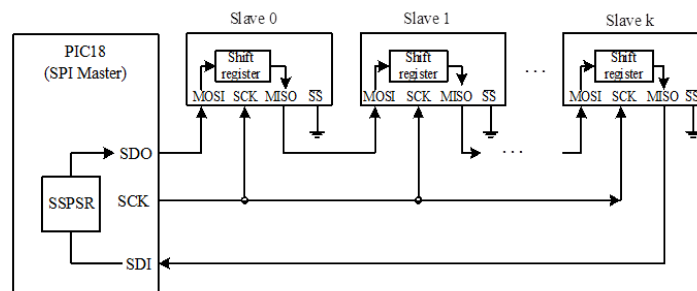 Slave 0
Slave 1
Slave k
PIC18
(SPI Master)
Shift
register
MOSI SCK MISO SS
Shift
register
MOSI SCK MISO SS
. . .
Shift
register
MOSI SCK MISO SS
SDO
. . .
SSPSR
SCK
SDI